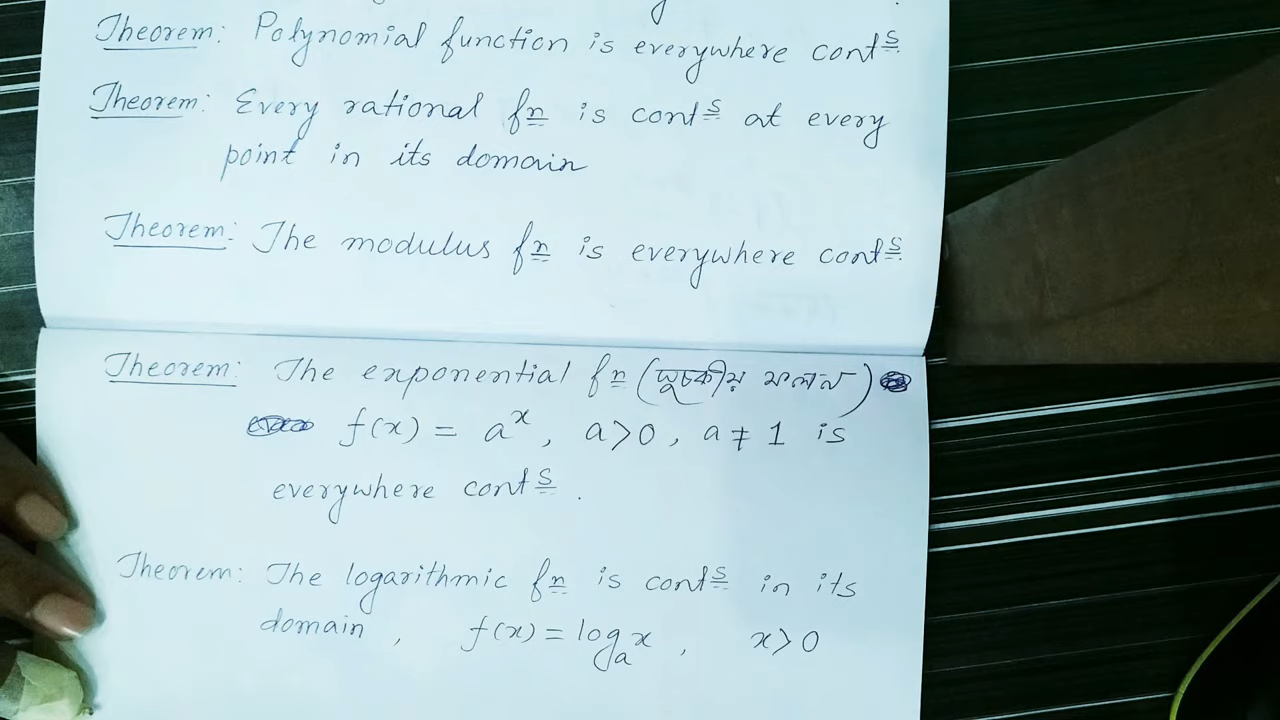 Theorem: Polynomial function is everywhere contˢ.
Theorem: Every rational fn is contˢ at every
point in its domain
Theorem: The modulus fn is everywhere contˢ.
Theorem: The exponential fn (ঘুচকীয় ফলন)
f(x) = aˣ, a>0, a≠1 is
everywhere contˢ.
Theorem: The logarithmic fn is contˢ in its
domain, f(x) = logₐx, x>0